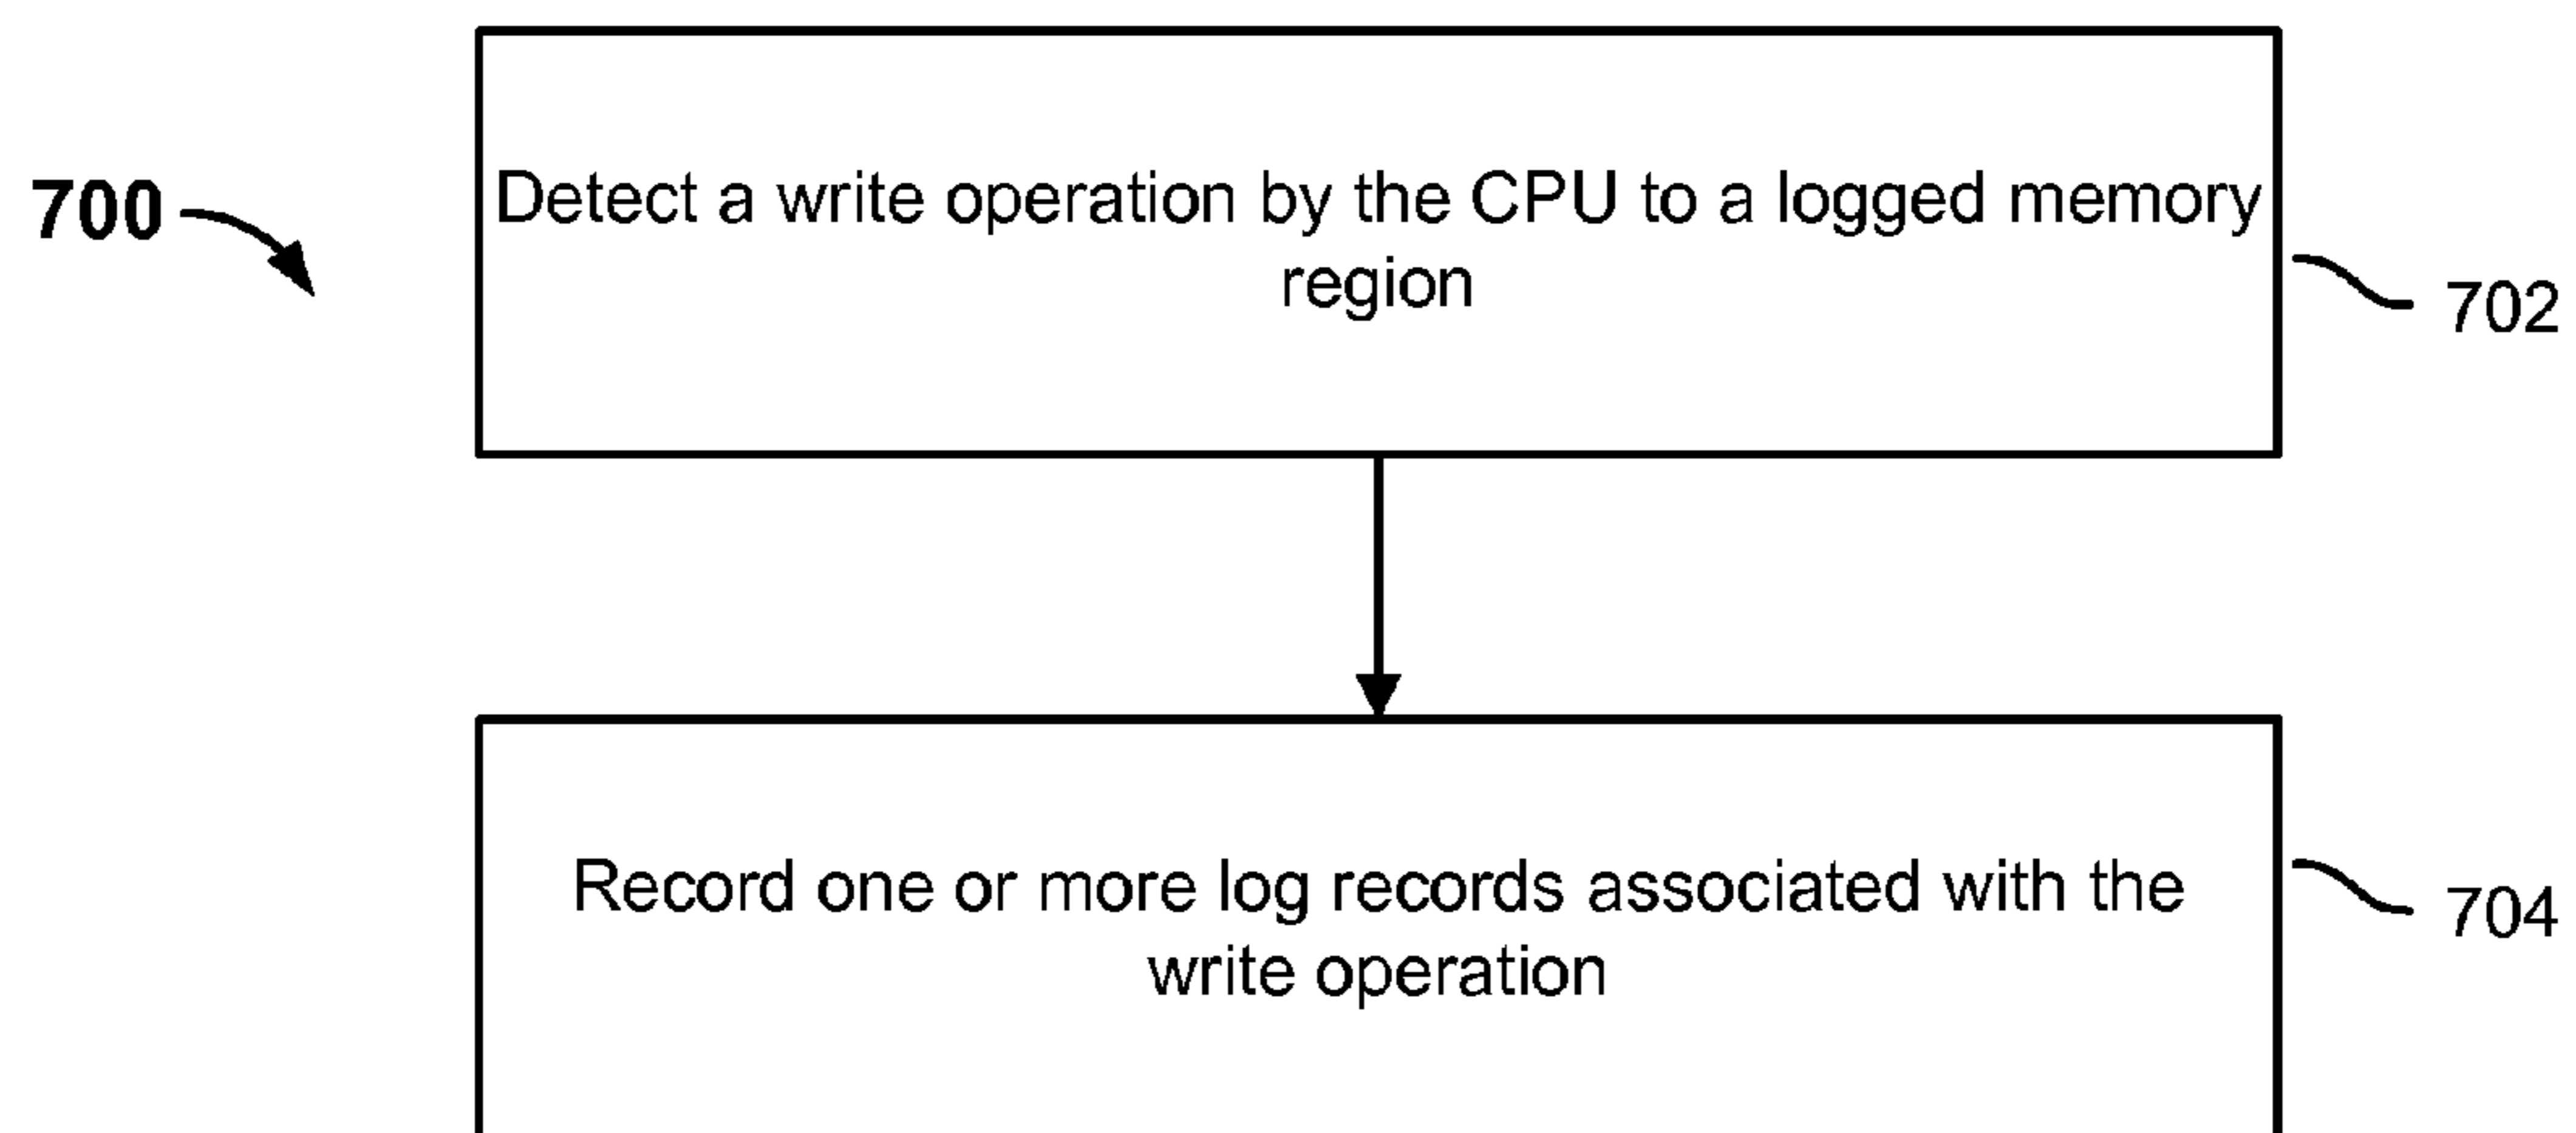 700
Detect a write operation by the CPU to a logged memory
region
702
Record one or more log records associated with the
write operation
704